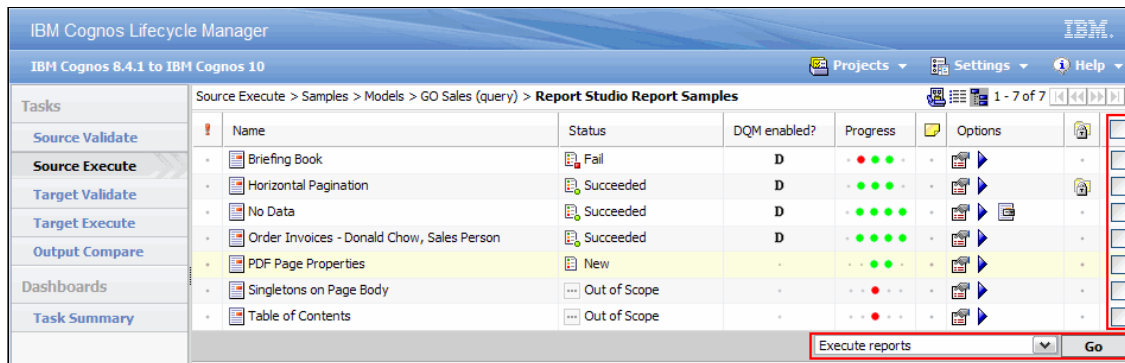 IBM Cognos Lifecycle Manager
IBM.
IBM Cognos 8.4.1 to IBM Cognos 10
Projects
Settings
Help
Tasks
Source Validate
Source Execute
Target Validate
Target Execute
Output Compare
Dashboards
Task Summary
Source Execute > Samples > Models > GO Sales (query) > Report Studio Report Samples
1 - 7 of 7
! Name Status DQM enabled? Progress Options
Briefing Book Fail D
Horizontal Pagination Succeeded D
No Data Succeeded D
Order Invoices - Donald Chow, Sales Person Succeeded D
PDF Page Properties New
Singletons on Page Body Out of Scope
Table of Contents Out of Scope
Execute reports Go